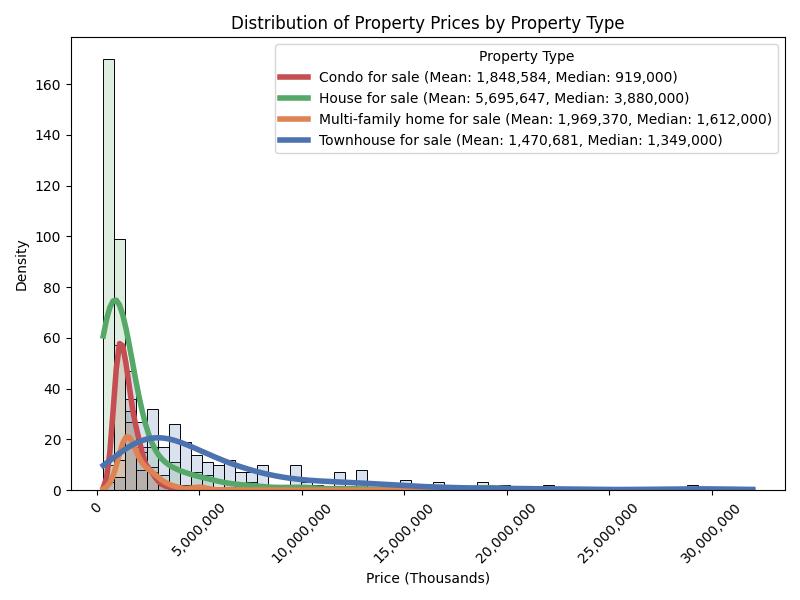 Distribution of Property Prices by Property Type
Property Type
Condo for sale (Mean: 1,848,584, Median: 919,000)
House for sale (Mean: 5,695,647, Median: 3,880,000)
Multi-family home for sale (Mean: 1,969,370, Median: 1,612,000)
Townhouse for sale (Mean: 1,470,681, Median: 1,349,000)
Density
160
140
120
100
80
60
40
20
0
0
5,000,000
10,000,000
15,000,000
20,000,000
25,000,000
30,000,000
Price (Thousands)